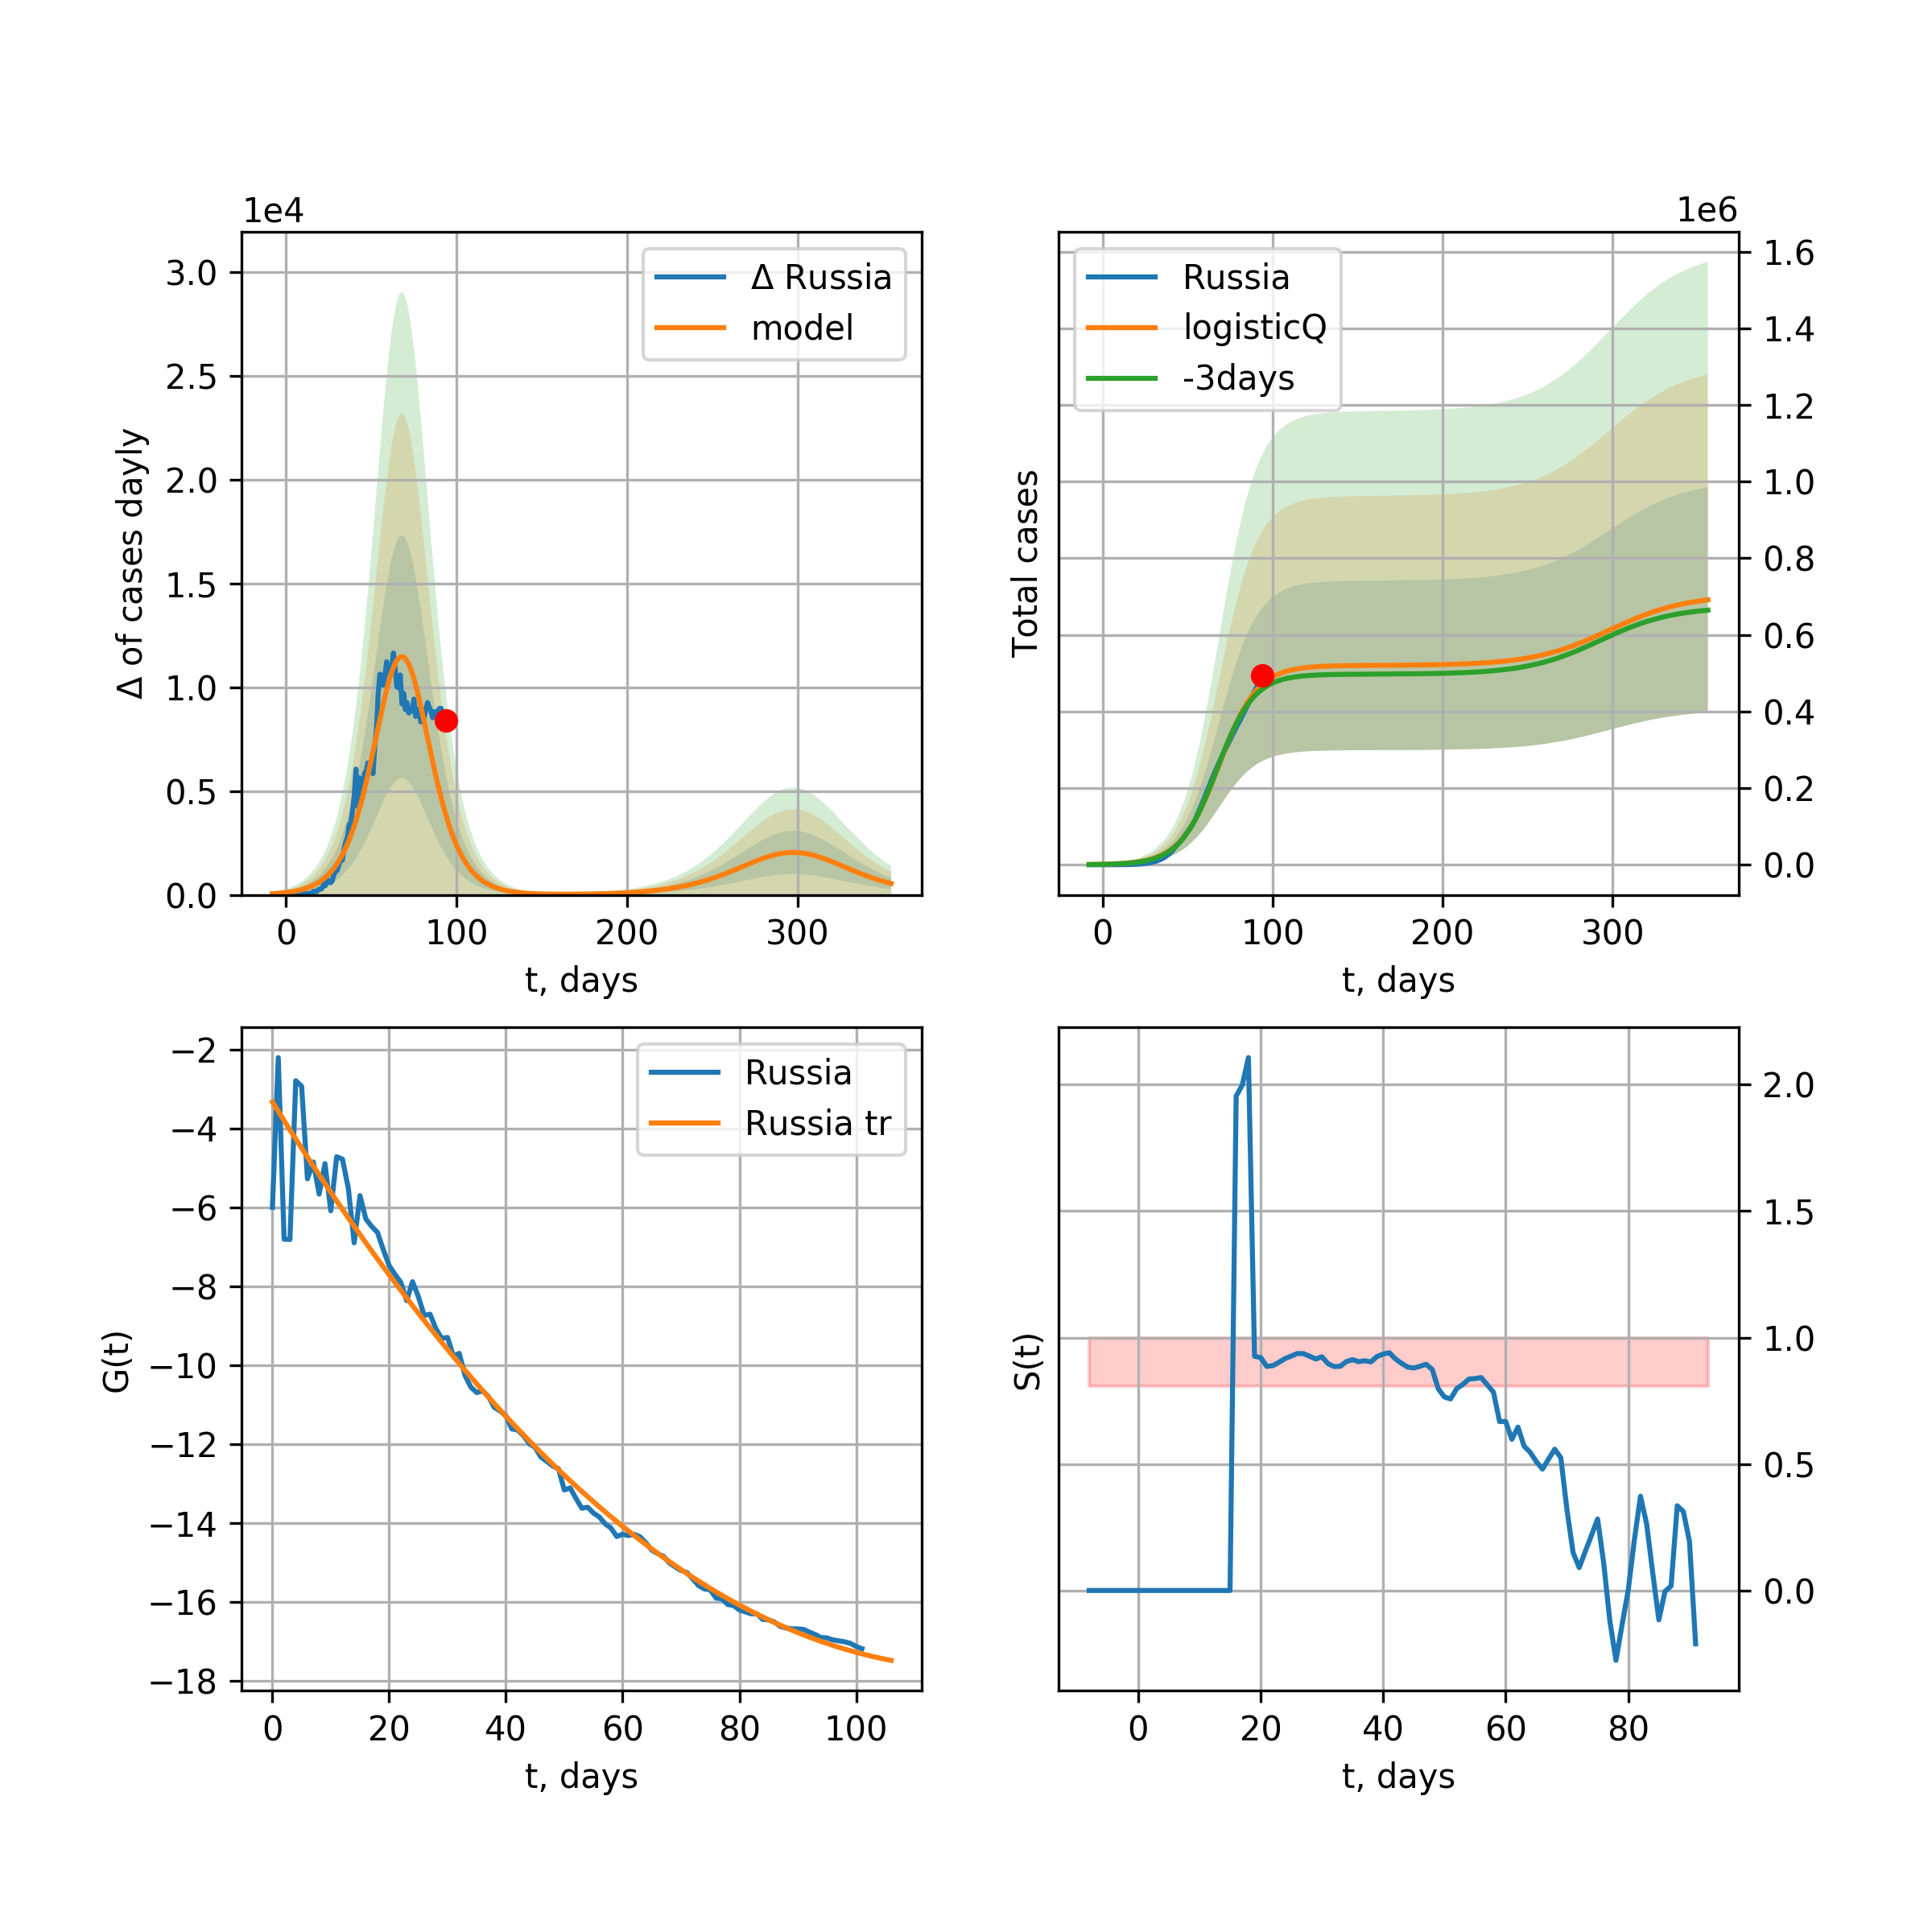 1e4
3.0
2.5
2.0
1.5
1.0
0.5
0.0
Δ of cases dayly
Δ Russia
model
0 100 200 300
t, days
1e6
1.6
1.4
1.2
1.0
0.8
0.6
0.4
0.2
0.0
Total cases
Russia
logisticQ
-3days
0 100 200 300
t, days
−2
−4
−6
−8
−10
−12
−14
−16
−18
G(t)
Russia
Russia tr
0 20 40 60 80 100
t, days
2.0
1.5
1.0
0.5
0.0
S(t)
0 20 40 60 80
t, days